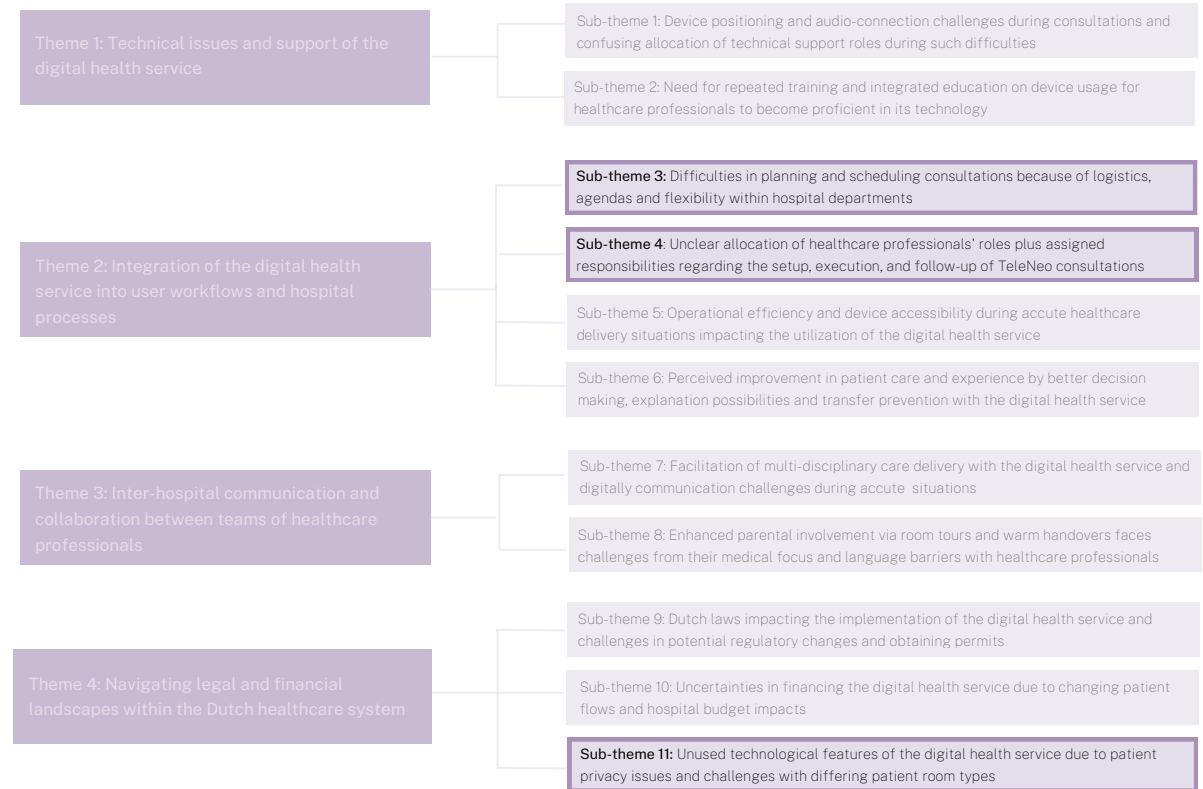 Theme 1: Technical issues and support of the
digital health service
Sub-theme 1: Device positioning and audio-connection challenges during consultations and
confusing allocation of technical support roles during such difficulties
Sub-theme 2: Need for repeated training and integrated education on device usage for
healthcare professionals to become proficient in its technology
Theme 2: Integration of the digital health
service into user workflows and hospital
processes
Sub-theme 3: Difficulties in planning and scheduling consultations because of logistics,
agendas and flexibility within hospital departments
Sub-theme 4: Unclear allocation of healthcare professionals' roles plus assigned
responsibilities regarding the setup, execution, and follow-up of TeleNeo consultations
Sub-theme 5: Operational efficiency and device accessibility during accute healthcare
delivery situations impacting the utilization of the digital health service
Sub-theme 6: Perceived improvement in patient care and experience by better decision
making, explanation possibilities and transfer prevention with the digital health service
Theme 3: Inter-hospital communication and
collaboration between teams of healthcare
professionals
Sub-theme 7: Facilitation of multi-disciplinary care delivery with the digital health service and
digitally communication challenges during accute situations
Sub-theme 8: Enhanced parental involvement via room tours and warm handovers faces
challenges from their medical focus and language barriers with healthcare professionals
Theme 4: Navigating legal and financial
landscapes within the Dutch healthcare system
Sub-theme 9: Dutch laws impacting the implementation of the digital health service and
challenges in potential regulatory changes and obtaining permits
Sub-theme 10: Uncertainties in financing the digital health service due to changing patient
flows and hospital budget impacts
Sub-theme 11: Unused technological features of the digital health service due to patient
privacy issues and challenges with differing patient room types